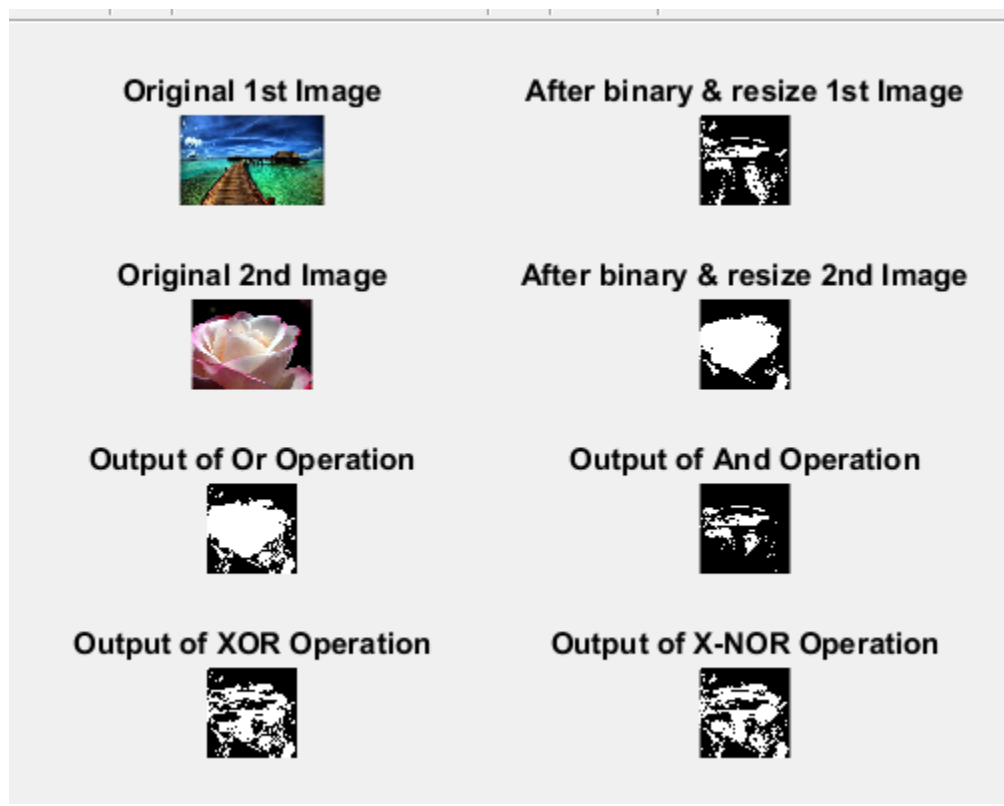 Original 1st Image
After binary & resize 1st Image
Original 2nd Image
After binary & resize 2nd Image
Output of Or Operation
Output of And Operation
Output of XOR Operation
Output of X-NOR Operation